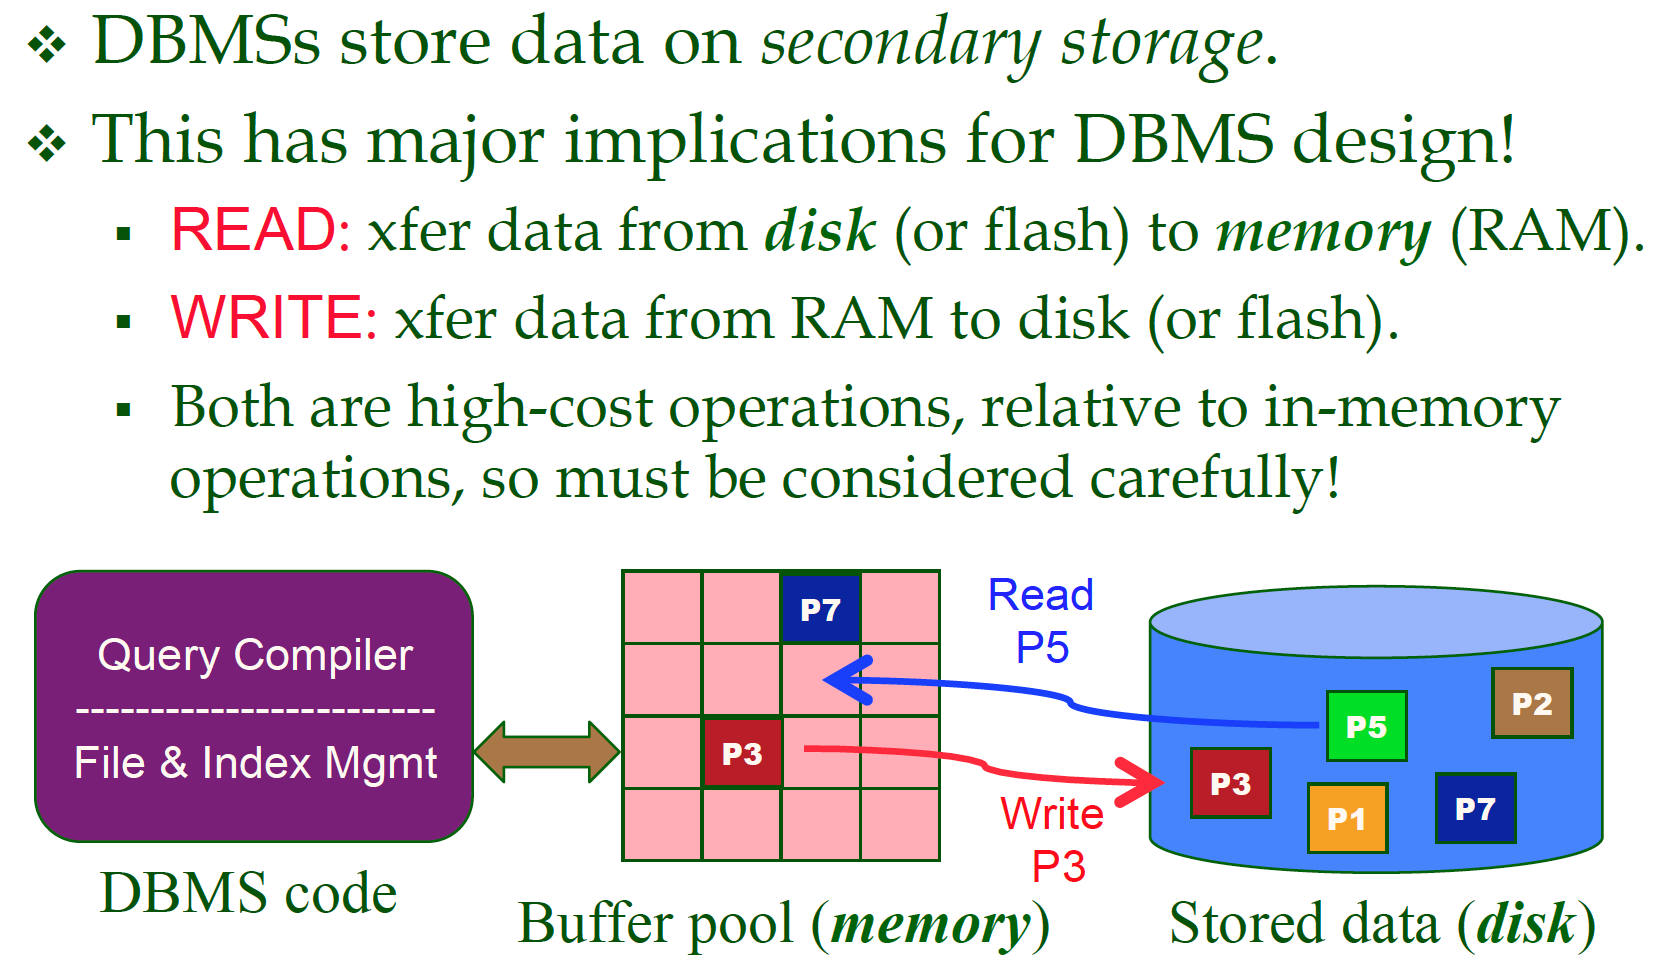 ❖ DBMSs store data on secondary storage.
❖ This has major implications for DBMS design!
▪ READ: xfer data from disk (or flash) to memory (RAM).
▪ WRITE: xfer data from RAM to disk (or flash).
▪ Both are high-cost operations, relative to in-memory
operations, so must be considered carefully!
Query Compiler
------------------------
File & Index Mgmt
DBMS code
P7
P3
Buffer pool (memory)
Read
P5
Write
P3
P2
P5
P3
P1
P7
Stored data (disk)